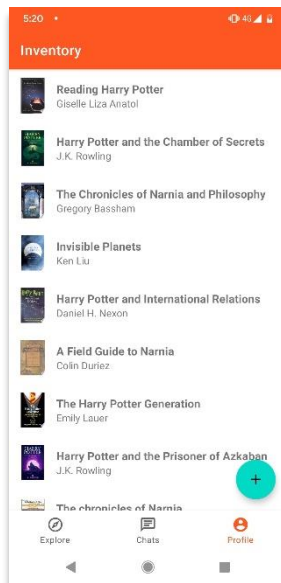 5:20
46
Inventory
Reading Harry Potter
Giselle Liza Anatol
Harry Potter and the Chamber of Secrets
J.K. Rowling
The Chronicles of Narnia and Philosophy
Gregory Bassham
Invisible Planets
Ken Liu
Harry Potter and International Relations
Daniel H. Nexon
A Field Guide to Narnia
Colin Duriez
The Harry Potter Generation
Emily Lauer
Harry Potter and the Prisoner of Azkaban
J.K. Rowling
+
The chronicles of Narnia
Explore
Chats
Profile